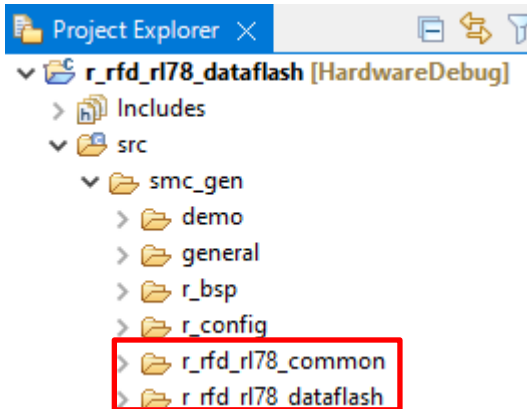 Project Explorer
r_rfd_rl78_dataflash [HardwareDebug]
Includes
src
smc_gen
demo
general
r_bsp
r_config
r_rfd_rl78_common
r_rfd_rl78_dataflash